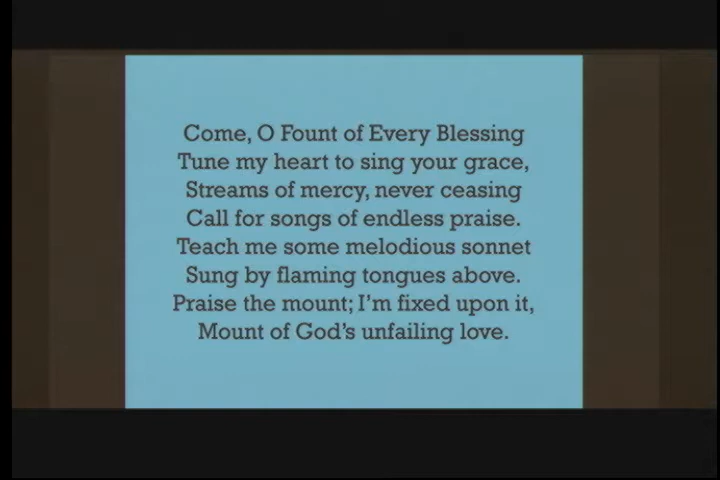 Come, O Fount of Every Blessing
Tune my heart to sing your grace,
Streams of mercy, never ceasing
Call for songs of endless praise.
Teach me some melodious sonnet
Sung by flaming tongues above.
Praise the mount; I'm fixed upon it,
Mount of God's unfailing love.